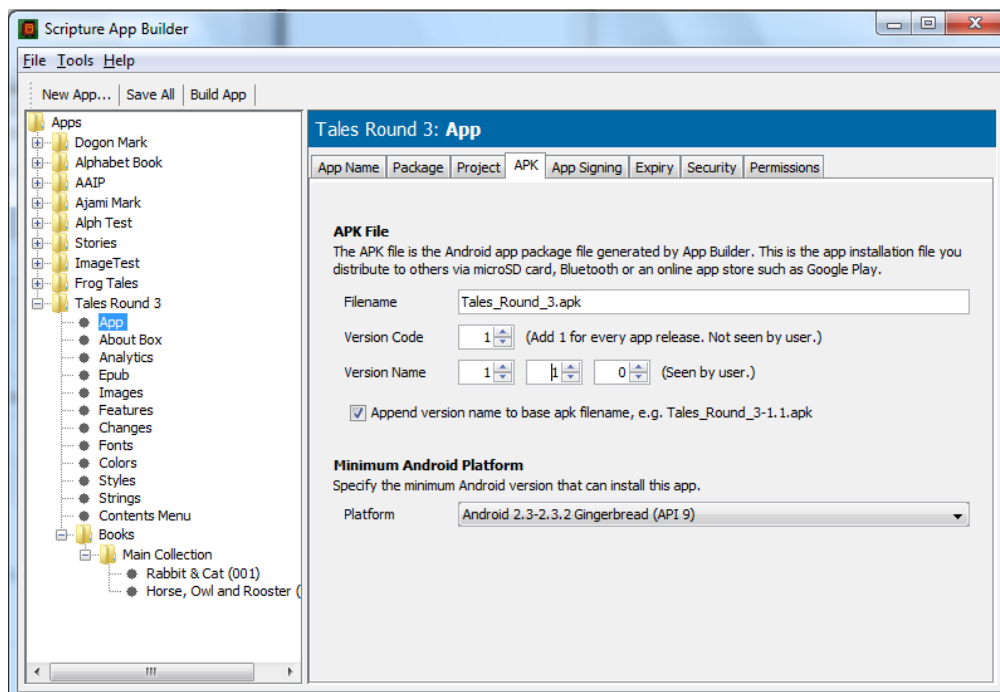 Scripture App Builder
File Tools Help
New App... Save All Build App
Apps
Dogon Mark
Alphabet Book
AAIP
Ajami Mark
Alph Test
Stories
ImageTest
Frog Tales
Tales Round 3
App
About Box
Analytics
Epub
Images
Features
Changes
Fonts
Colors
Styles
Strings
Contents Menu
Books
Main Collection
Rabbit & Cat (001)
Horse, Owl and Rooster (
Tales Round 3: App
App Name Package Project APK App Signing Expiry Security Permissions
APK File
The APK file is the Android app package file generated by App Builder. This is the app installation file you
distribute to others via microSD card, Bluetooth or an online app store such as Google Play.
Filename Tales_Round_3.apk
Version Code 1 (Add 1 for every app release. Not seen by user.)
Version Name 1 1 0 (Seen by user.)
Append version name to base apk filename, e.g. Tales_Round_3-1.1.apk
Minimum Android Platform
Specify the minimum Android version that can install this app.
Platform Android 2.3-2.3.2 Gingerbread (API 9)